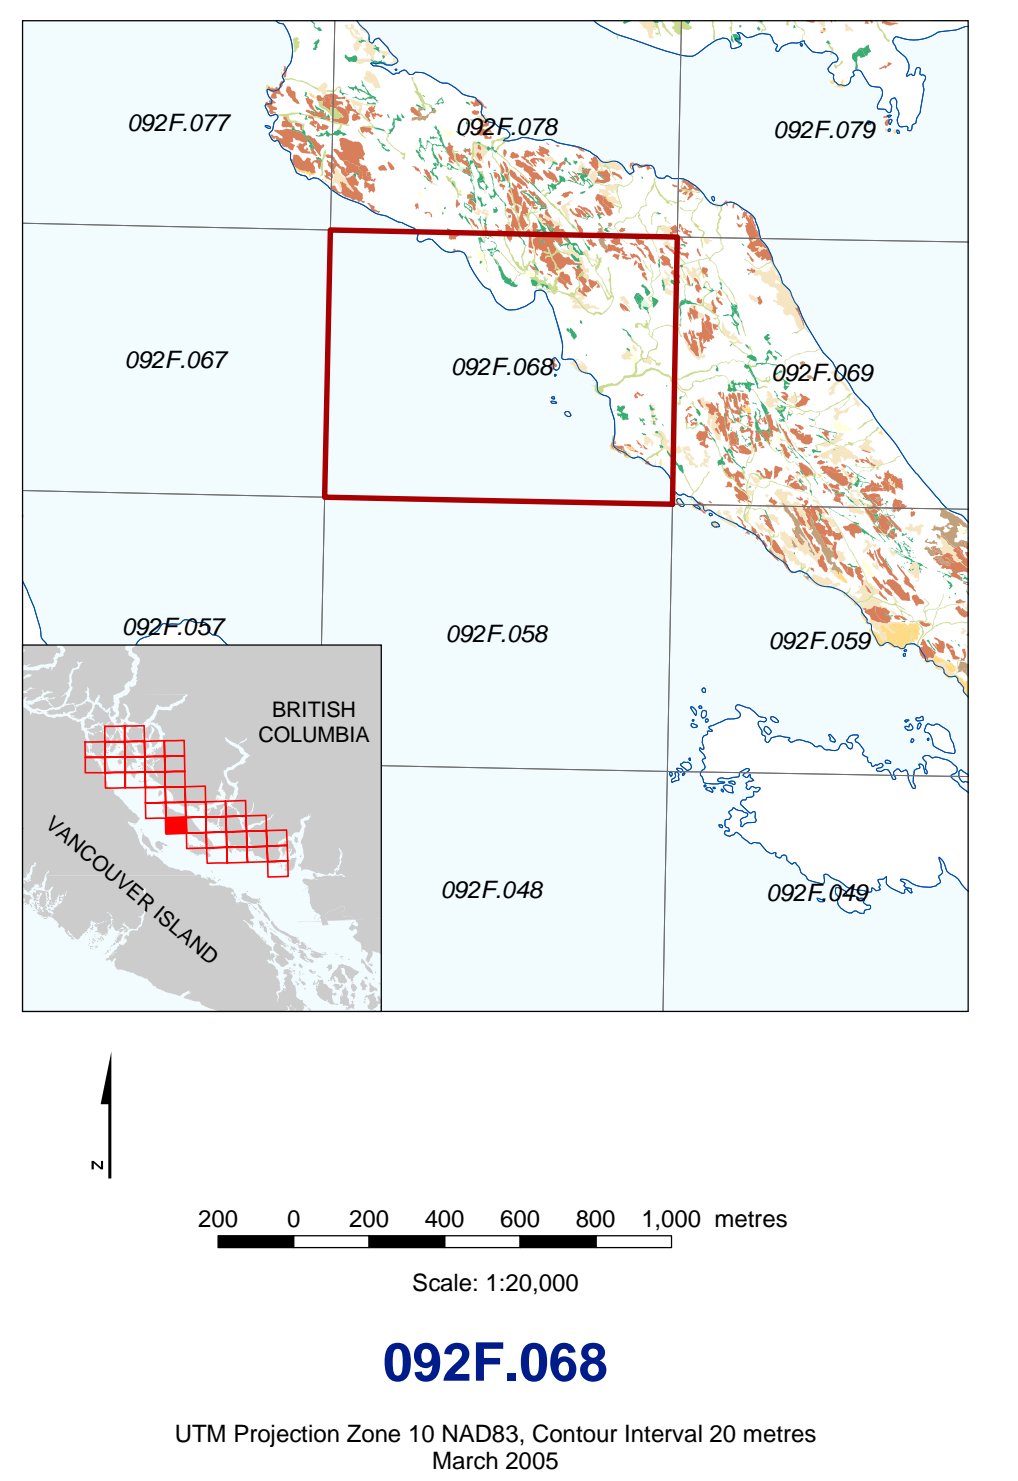 092F.077
092F.078
092F.079
092F.067
092F.068
092F.069
092F.057
092F.058
092F.059
BRITISH
COLUMBIA
VANCOUVER ISLAND
092F.048
092F.049
N
200 0 200 400 600 800 1,000 metres
Scale: 1:20,000
092F.068
UTM Projection Zone 10 NAD83, Contour Interval 20 metres
March 2005